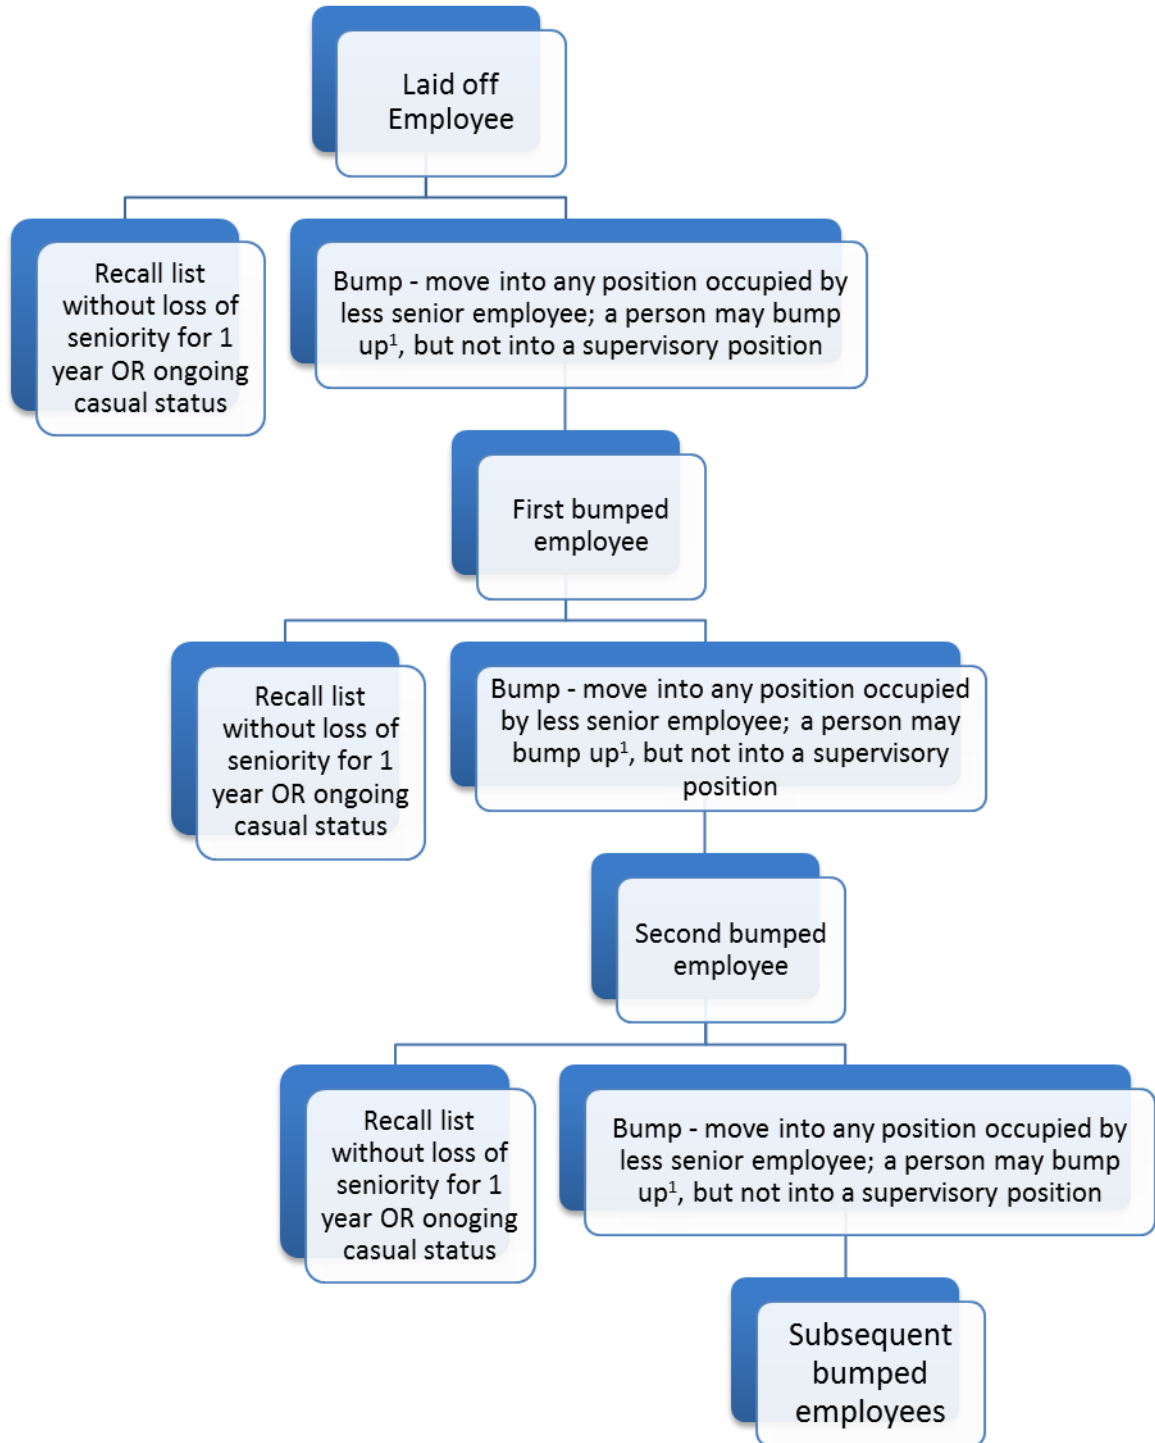 Laid off
Employee
Recall list
without loss of
seniority for 1
year OR ongoing
casual status
Bump - move into any position occupied by
less senior employee; a person may bump
up¹, but not into a supervisory position
First bumped
employee
Recall list
without loss of
seniority for 1
year OR ongoing
casual status
Bump - move into any position occupied
by less senior employee; a person may
bump up¹, but not into a supervisory
position
Second bumped
employee
Recall list
without loss of
seniority for 1
year OR onoging
casual status
Bump - move into any position occupied by
less senior employee; a person may bump
up¹, but not into a supervisory position
Subsequent
bumped
employees